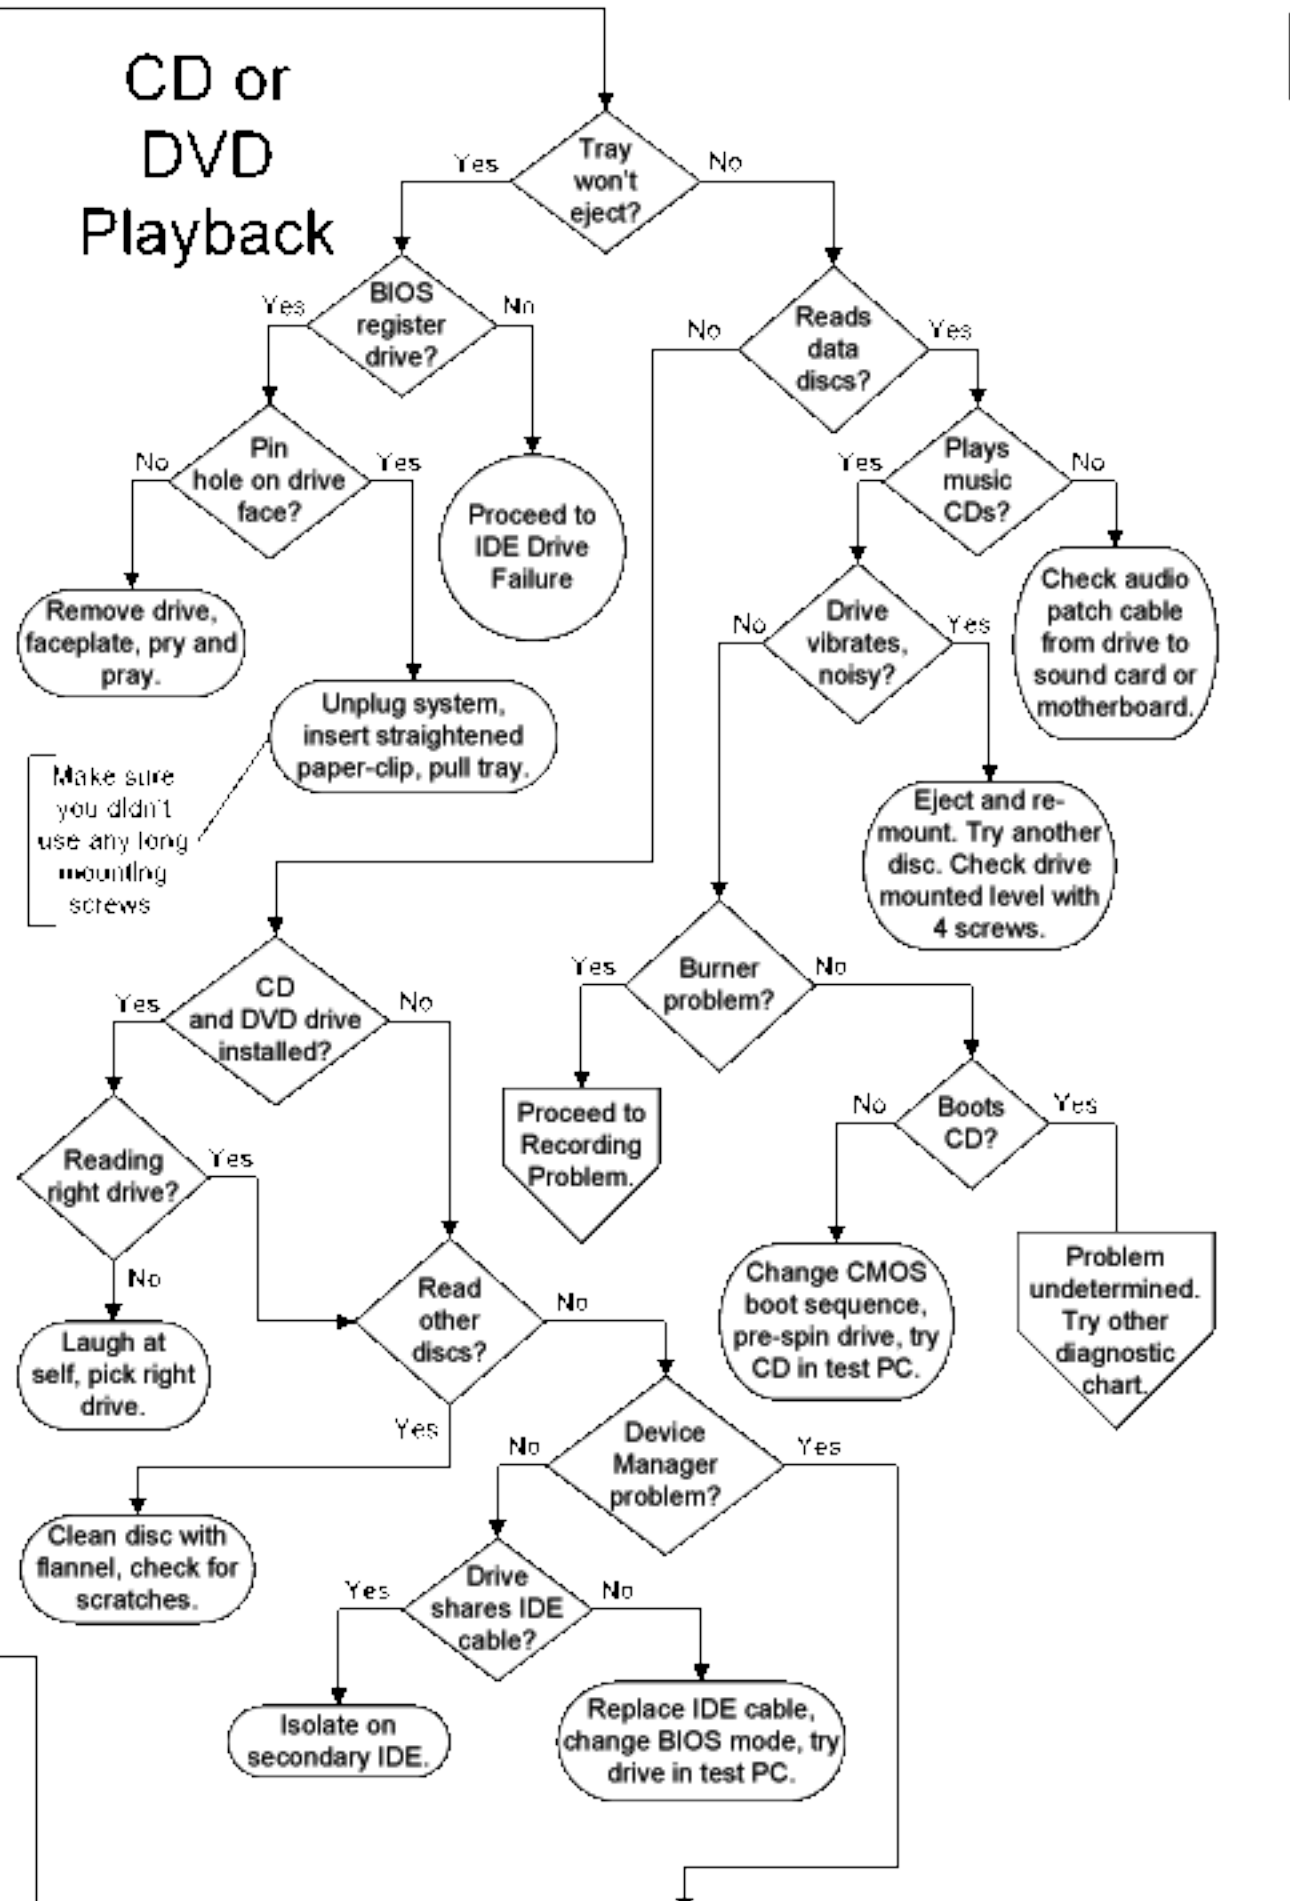 CD or
DVD
Playback
Tray
won't
eject?
Yes
No
BIOS
register
drive?
Yes
No
Reads
data
discs?
No
Yes
Pin
hole on drive
face?
No
Yes
Proceed to
IDE Drive
Failure
Plays
music
CDs?
Yes
No
Remove drive,
faceplate, pry and
pray.
Unplug system,
insert straightened
paper-clip, pull tray.
Make sure
you didn't
use any long
mounting
screws
Drive
vibrates,
noisy?
No
Yes
Check audio
patch cable
from drive to
sound card or
motherboard.
Eject and re-
mount. Try another
disc. Check drive
mounted level with
4 screws.
CD
and DVD drive
installed?
Yes
No
Burner
problem?
Yes
No
Reading
right drive?
Yes
No
Proceed to
Recording
Problem.
Boots
CD?
No
Yes
Laugh at
self, pick right
drive.
Read
other
discs?
No
Yes
Change CMOS
boot sequence,
pre-spin drive, try
CD in test PC.
Problem
undetermined.
Try other
diagnostic
chart.
Device
Manager
problem?
No
Yes
Clean disc with
flannel, check for
scratches.
Drive
shares IDE
cable?
Yes
No
Isolate on
secondary IDE.
Replace IDE cable,
change BIOS mode, try
drive in test PC.